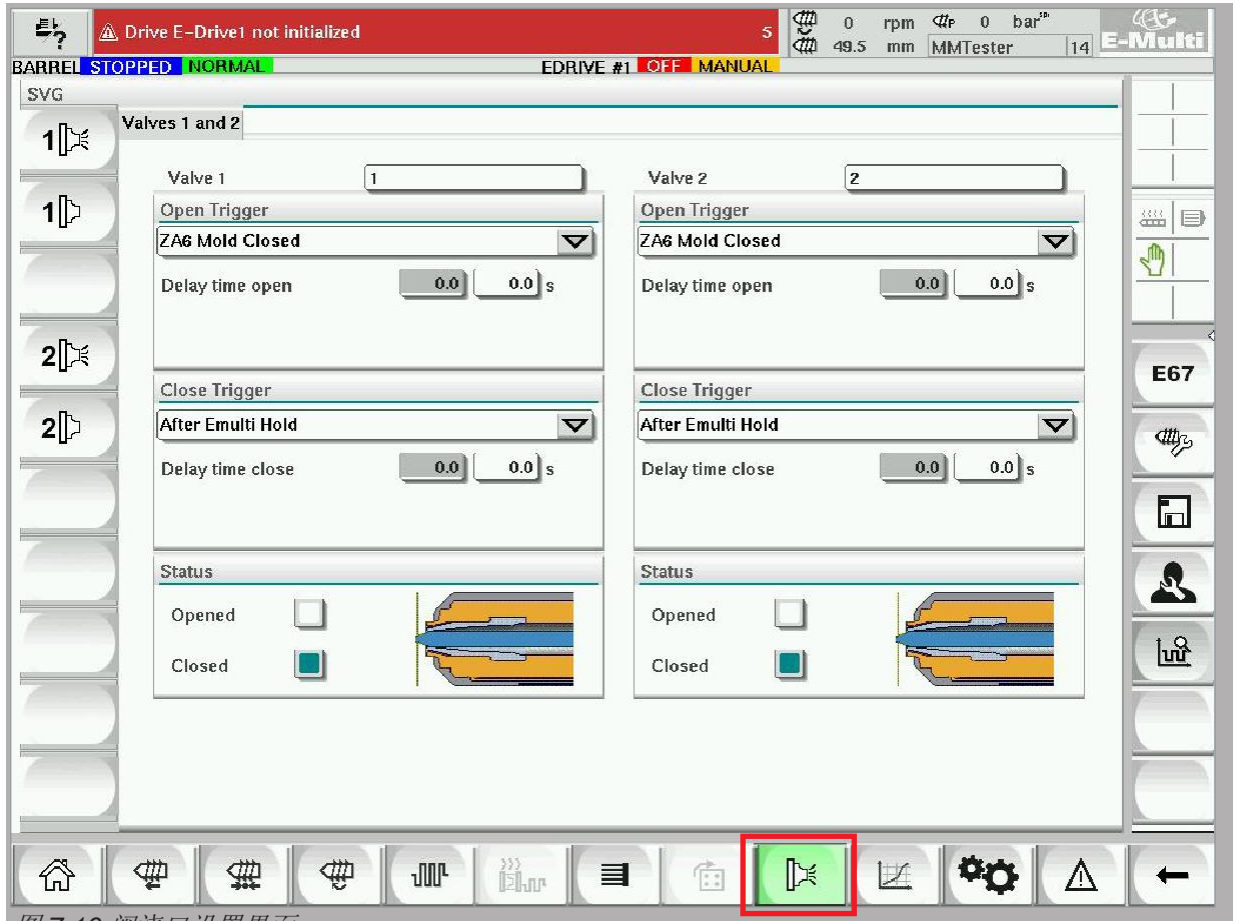 Drive E-Drive1 not initialized 5
0 rpm 0 bar
49.5 mm MMTester 14
E-Multi
BARREL STOPPED NORMAL EDRIVE #1 OFF MANUAL
SVG
Valves 1 and 2
1
1
2
2
Valve 1 1
Open Trigger
ZA6 Mold Closed
Delay time open 0.0 0.0 s
Close Trigger
After Emulti Hold
Delay time close 0.0 0.0 s
Status
Opened
Closed
Valve 2 2
Open Trigger
ZA6 Mold Closed
Delay time open 0.0 0.0 s
Close Trigger
After Emulti Hold
Delay time close 0.0 0.0 s
Status
Opened
Closed
E67